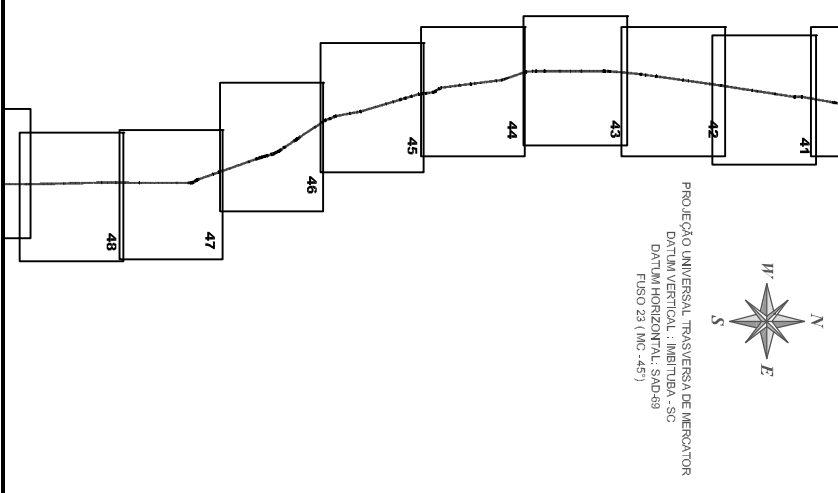 41
42
43
44
45
46
47
48
N
W
E
S
PROJEÇÃO UNIVERSAL TRASVERSA DE MERCATOR
DATUM VERTICAL : IMBITUBA - SC
DATUM HORIZONTAL: SAD-69
FUSO 23 ( MC - 45°)